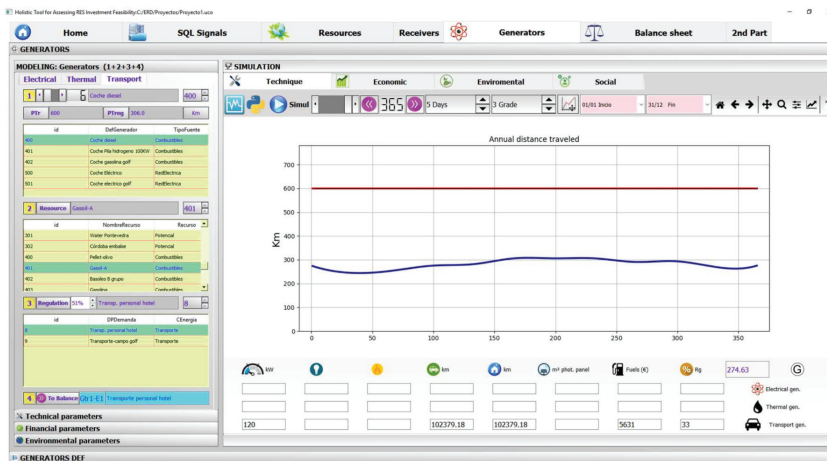 Holistic Tool for Assessing RES Investment Feasibility:C:/ERD/Proyectos/Proyecto1.uco
Home
SQL Signals
Resources
Receivers
Generators
Balance sheet
2nd Part
GENERATORS
MODELING: Generators (1+2+3+4)
Electrical Thermal Transport
1 6 Coche diesel 400
PTr 600 PTreg 306.0 Km
id DefGenerador TipoFuente
400 Coche diesel Combustibles
401 Coche Pila hidrogeno 100KW Combustibles
402 Coche gasolina golf Combustibles
500 Coche Eléctrico RedElectrica
501 Coche electrico golf RedElectrica
2 Resource Gasoil-A 401
id NombreRecurso Recurso
201 Water Pontevedra Potencial
302 Córdoba embalse Potencial
400 Pellet-olivo Combustibles
401 Gasoil-A Combustibles
402 Basoleo B grupo Combustibles
403 Gasolina Combustibles
3 Regulation 51% Transp. personal hotel 8
id DPDemanda CEnergia
8 Transp. personal hotel Transporte
9 Transporte-campo golf Transporte
4 To Balance Gtr1-E1 Transporte personal hotel
Technical parameters
Financial parameters
Environmental parameters
GENERATORS DEF
SIMULATION
Technique
Economic
Enviromental
Social
Simul 365 5 Days 3 Grade 01/01 Inicio 31/12 Fin
Annual distance traveled
Km
700
600
500
400
300
200
100
0
0 50 100 150 200 250 300 350
kW km km m² phot. panel Fuels (€) % Rg 274.63 G
Electrical gen.
Thermal gen.
120 102379.18 102379.18 5631 33 Transport gen.